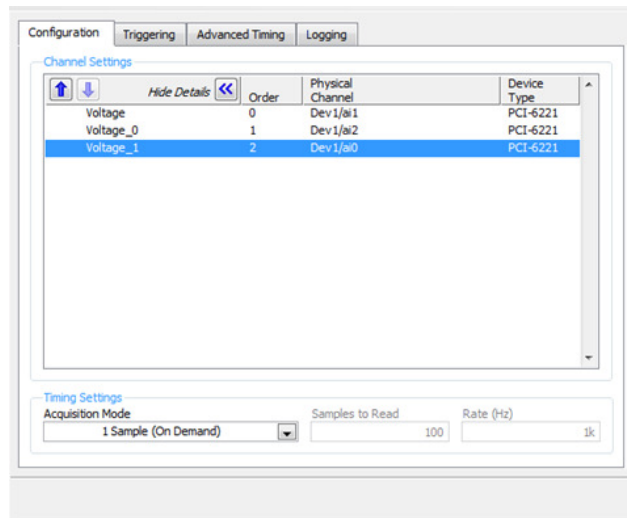 Configuration Triggering Advanced Timing Logging
Channel Settings
Hide Details Order Physical Channel Device Type
Voltage 0 Dev1/ai1 PCI-6221
Voltage_0 1 Dev1/ai2 PCI-6221
Voltage_1 2 Dev1/ai0 PCI-6221
Timing Settings
Acquisition Mode Samples to Read Rate (Hz)
1 Sample (On Demand) 100 1k